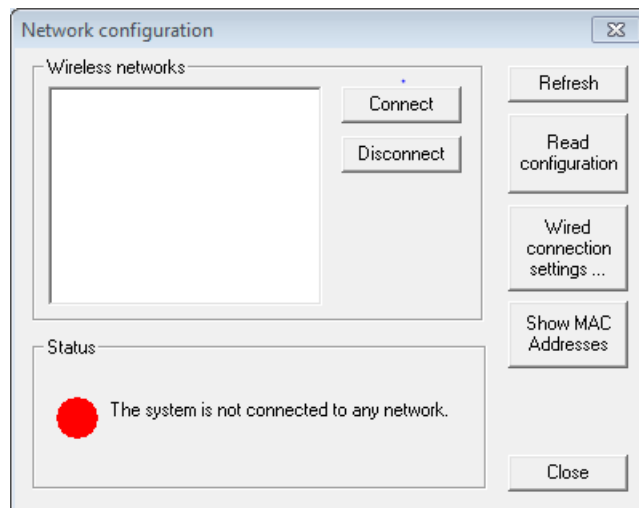 Network configuration
Wireless networks
Connect
Disconnect
Refresh
Read
configuration
Wired
connection
settings ...
Show MAC
Addresses
Status
The system is not connected to any network.
Close